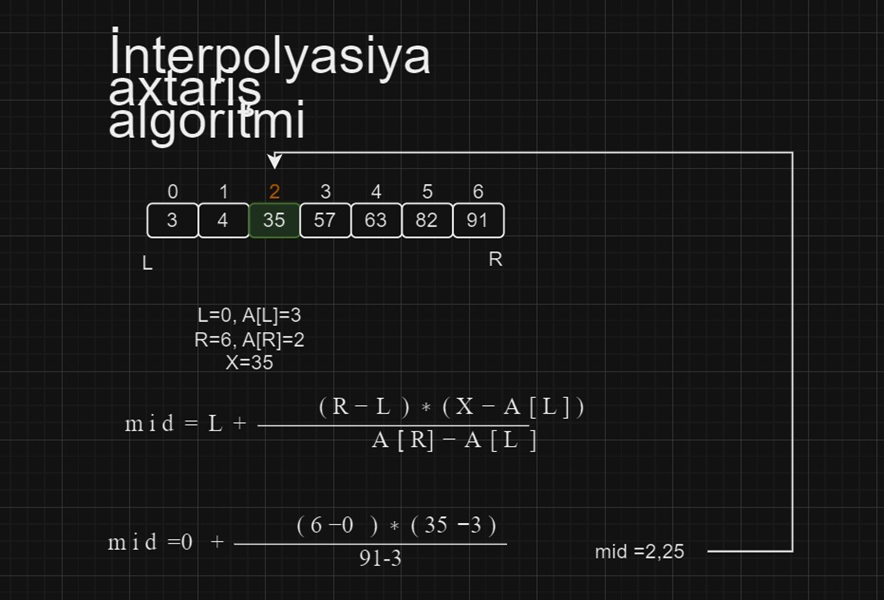 İnterpolyasiya
axtarış
algoritmi
0 1 2 3 4 5 6
3 4 35 57 63 82 91
L R
L=0, A[L]=3
R=6, A[R]=2
X=35
(R − L) * (X − A[L])
mid = L +
A[R] − A[L]
(6 −0) * (35 −3)
mid =0 +
91-3
mid =2,25